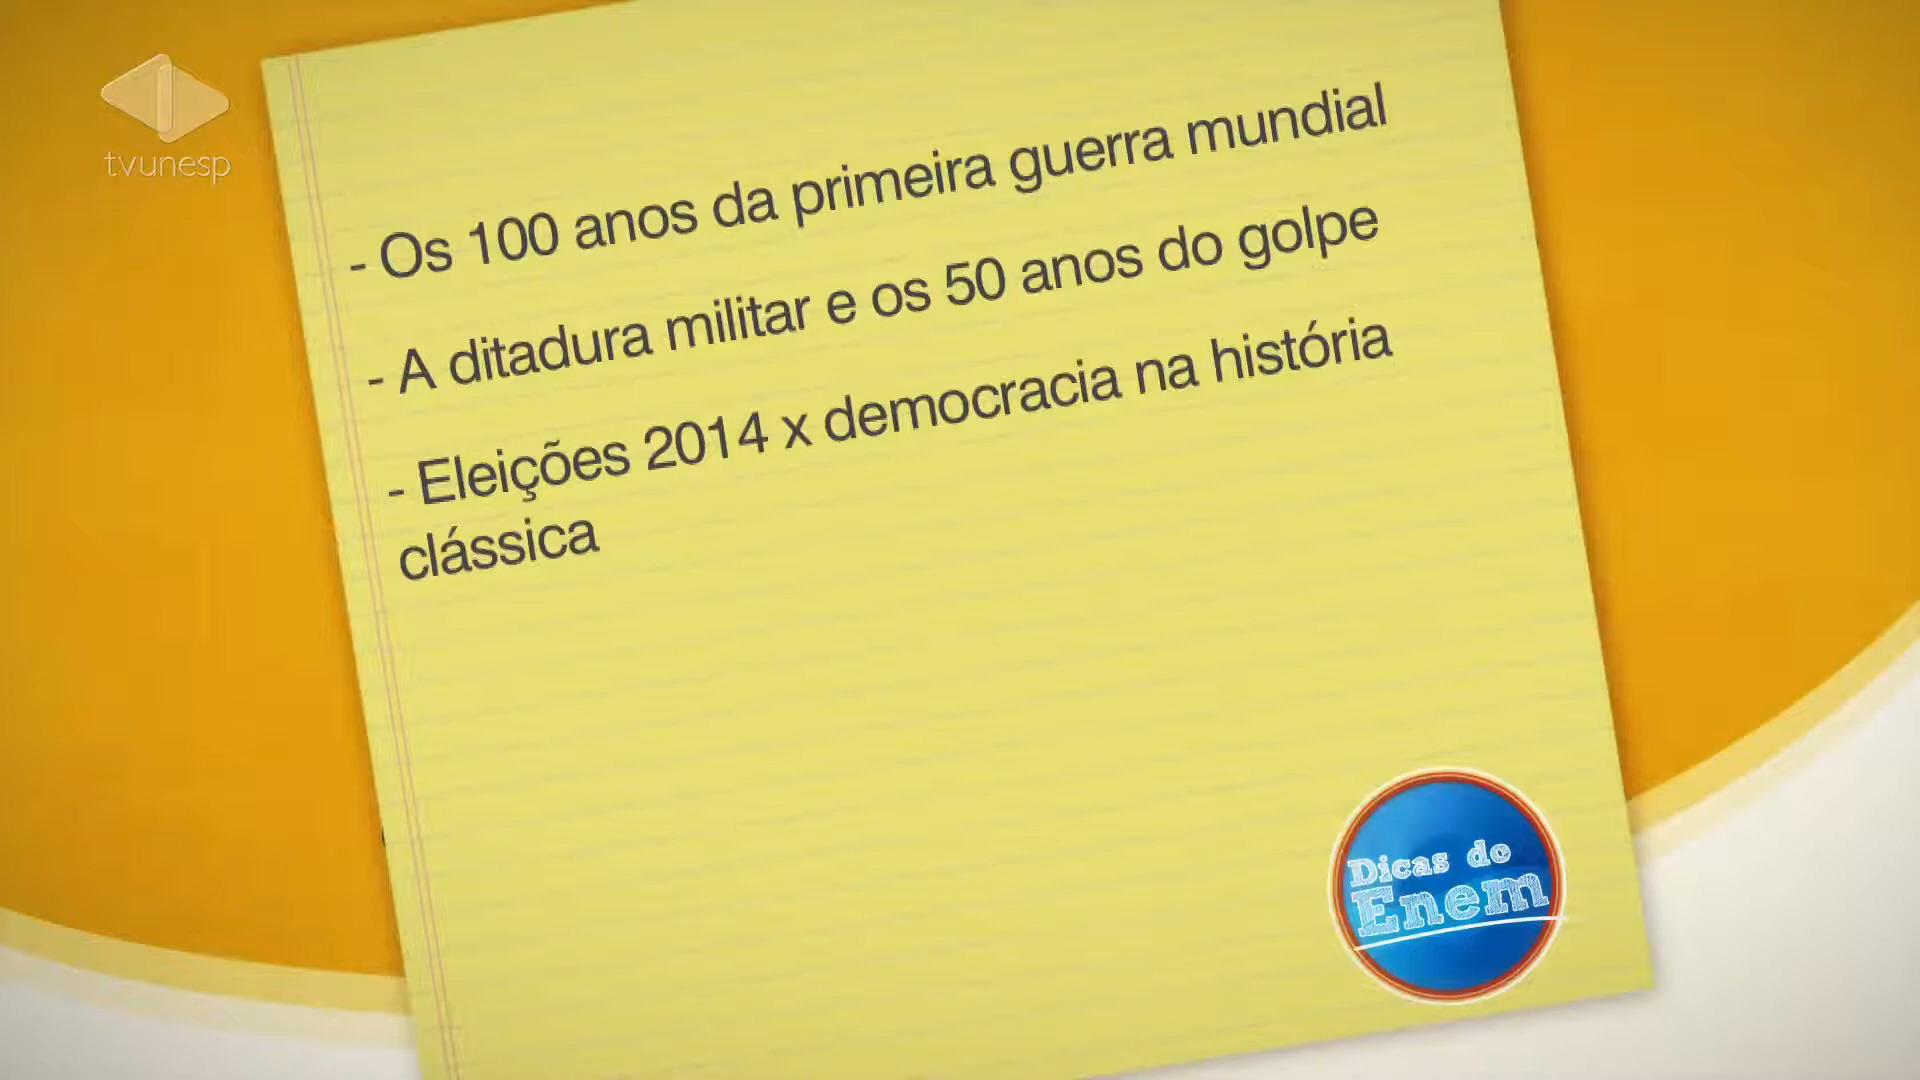 tvunesp
- Os 100 anos da primeira guerra mundial
- A ditadura militar e os 50 anos do golpe
- Eleições 2014 x democracia na história
clássica
Dicas do
Enem